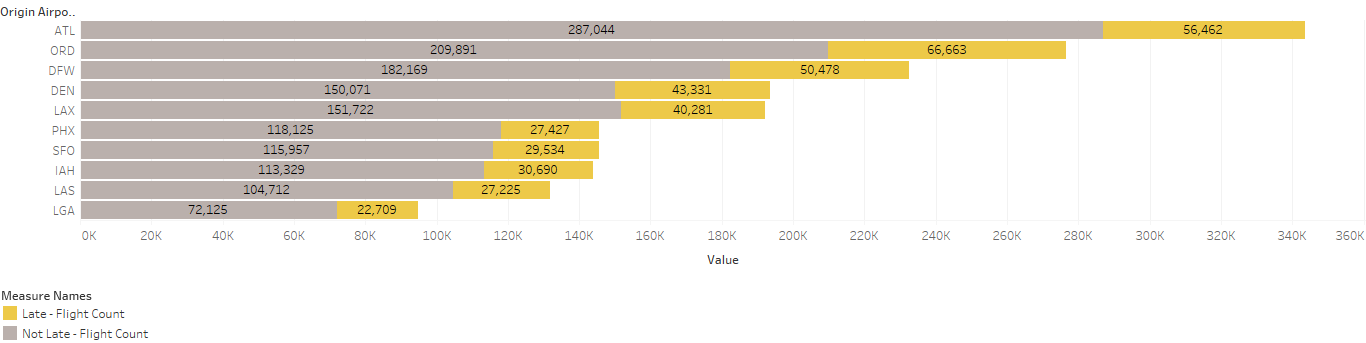 Origin Airpo..
ATL 287,044 56,462
ORD 209,891 66,663
DFW 182,169 50,478
DEN 150,071 43,331
LAX 151,722 40,281
PHX 118,125 27,427
SFO 115,957 29,534
IAH 113,329 30,690
LAS 104,712 27,225
LGA 72,125 22,709
0K 20K 40K 60K 80K 100K 120K 140K 160K 180K 200K 220K 240K 260K 280K 300K 320K 340K 360K
Value
Measure Names
Late - Flight Count
Not Late - Flight Count